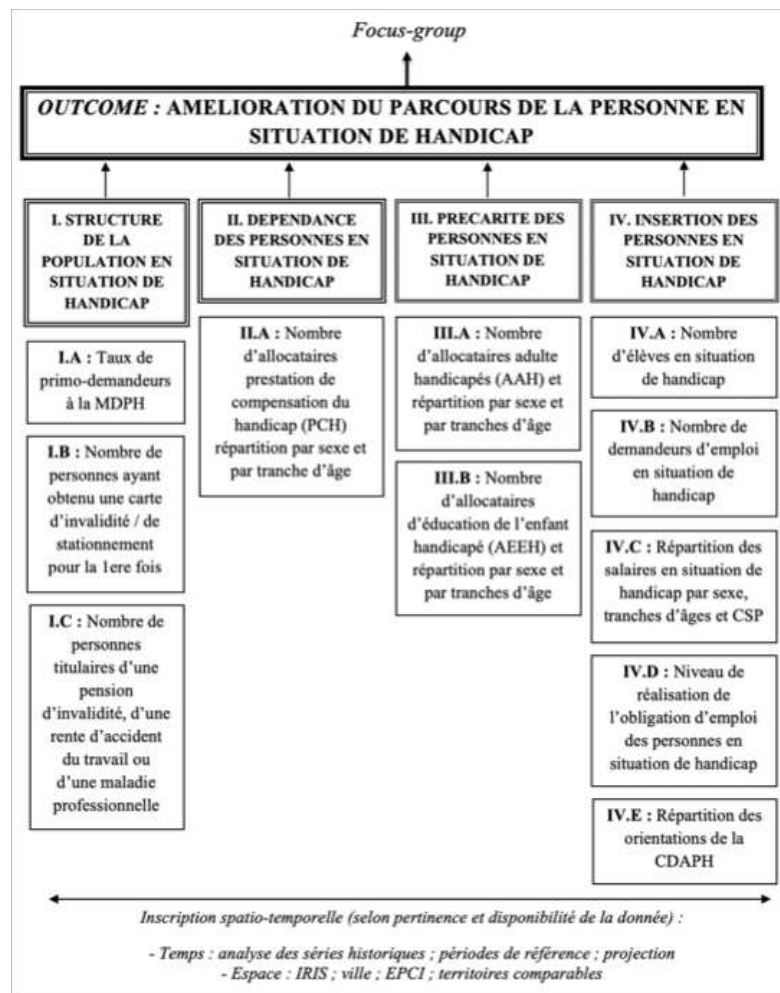 Focus-group
OUTCOME : AMELIORATION DU PARCOURS DE LA PERSONNE EN
SITUATION DE HANDICAP
I. STRUCTURE
DE LA
POPULATION EN
SITUATION DE
HANDICAP
I.A : Taux de
primo-demandeurs
à la MDPH
I.B : Nombre de
personnes ayant
obtenu une carte
d'invalidité / de
stationnement
pour la 1ere fois
I.C : Nombre de
personnes
titulaires d'une
pension
d'invalidité, d'une
rente d'accident
du travail ou
d'une maladie
professionnelle
II. DEPENDANCE
DES PERSONNES EN
SITUATION DE
HANDICAP
II.A : Nombre
d'allocataires
prestation de
compensation du
handicap (PCH)
répartition par sexe et
par tranche d'âge
III. PRECARITE DES
PERSONNES EN
SITUATION DE
HANDICAP
III.A : Nombre
d'allocataires adulte
handicapés (AAH) et
répartition par sexe et
par tranches d'âge
III.B : Nombre
d'allocataires
d'éducation de l'enfant
handicapé (AEEH) et
répartition par sexe et
par tranches d'âge
IV. INSERTION DES
PERSONNES EN
SITUATION DE
HANDICAP
IV.A : Nombre
d'élèves en situation
de handicap
IV.B : Nombre de
demandeurs d'emploi
en situation de
handicap
IV.C : Répartition des
salaires en situation de
handicap par sexe,
tranches d'âges et CSP
IV.D : Niveau de
réalisation de
l'obligation d'emploi
des personnes en
situation de handicap
IV.E : Répartition des
orientations de la
CDAPH
Inscription spatio-temporelle (selon pertinence et disponibilité de la donnée) :
- Temps : analyse des séries historiques ; périodes de référence ; projection
- Espace : IRIS ; ville ; EPCI ; territoires comparables